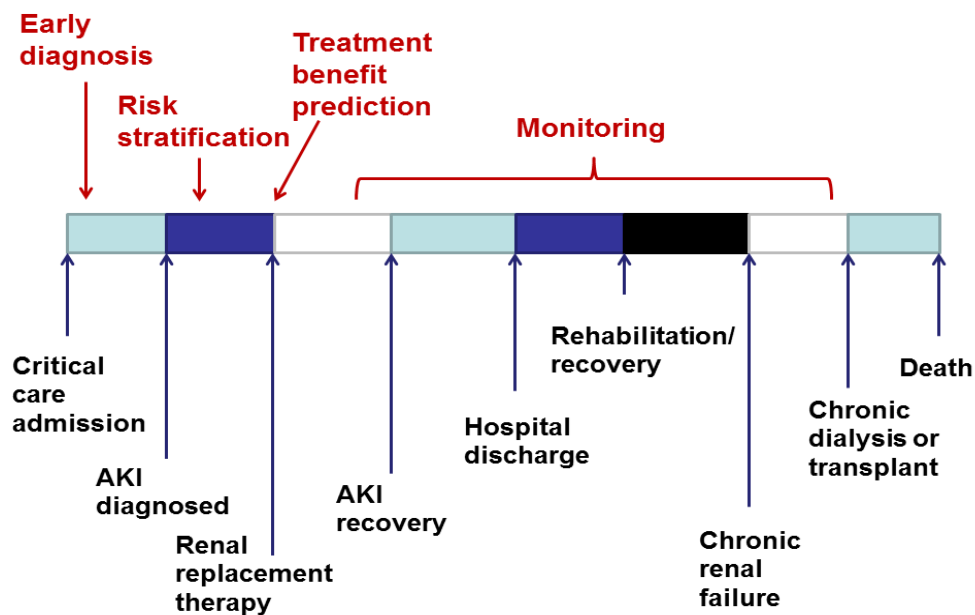 Early
diagnosis
Risk
stratification
Treatment
benefit
prediction
Monitoring
Critical
care
admission
AKI
diagnosed
Renal
replacement
therapy
AKI
recovery
Hospital
discharge
Rehabilitation/
recovery
Chronic
renal
failure
Chronic
dialysis or
transplant
Death